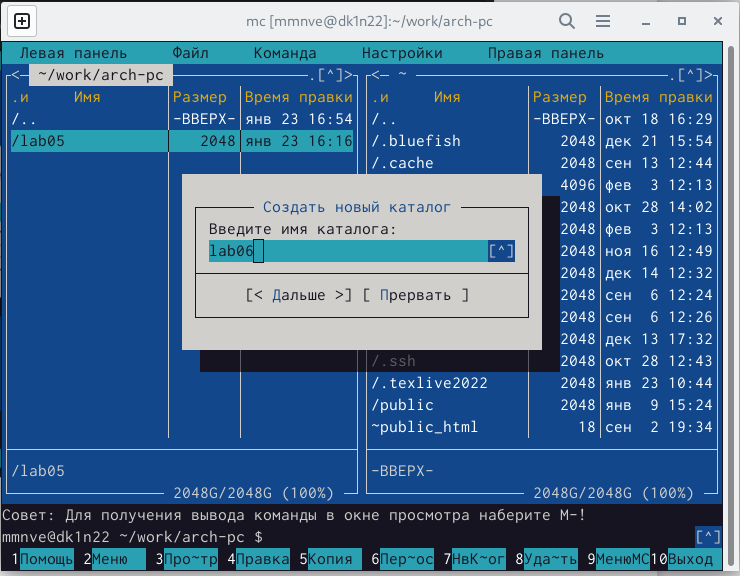 mc [mmnve@dk1n22]:~/work/arch-pc
Левая панель Файл Команда Настройки Правая панель
<— ~/work/arch-pc .[^]> <— ~ .[^]>
.и Имя Размер Время правки .и Имя Размер Время правки
/.. -ВВЕРХ- янв 23 16:54 /.. -ВВЕРХ- окт 18 16:29
/lab05 2048 янв 23 16:16 /.bluefish 2048 дек 21 15:54
/.cache 2048 сен 13 12:44
4096 фев 3 12:13
Создать новый каталог 2048 окт 28 14:02
Введите имя каталога: 2048 фев 3 12:13
lab06 [^] 2048 ноя 16 12:49
2048 дек 14 12:32
[< Дальше >] [ Прервать ] 2048 сен 6 12:24
2048 сен 6 12:26
2048 дек 13 17:32
/.ssh 2048 окт 28 12:43
/.texlive2022 2048 янв 23 10:44
/public 2048 янв 9 15:24
~public_html 18 сен 2 19:34
/lab05 -ВВЕРХ-
2048G/2048G (100%) 2048G/2048G (100%)
Совет: Для получения вывода команды в окне просмотра наберите M-!
mmnve@dk1n22 ~/work/arch-pc $ [^]
1Помощь 2Меню 3Про~тр 4Правка 5Копия 6Пер~ос 7НвК~ог 8Уда~ть 9МенюМС 10Выход